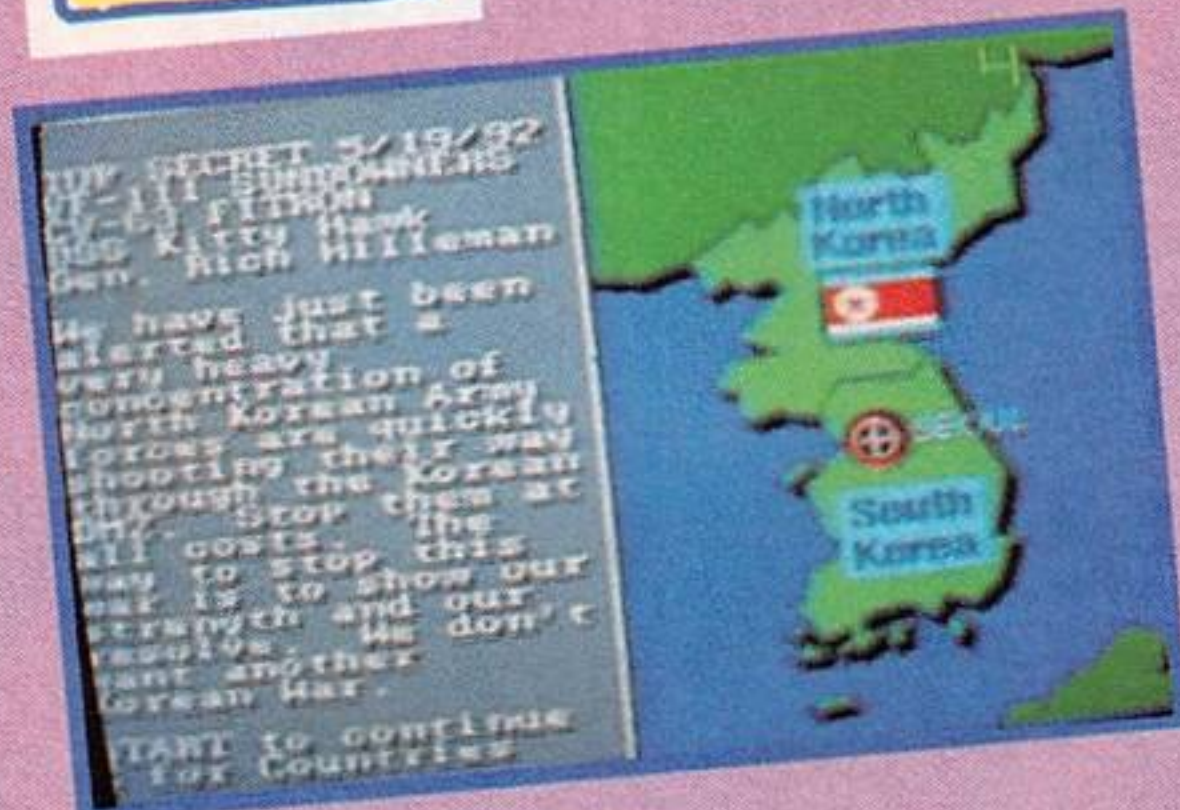 TOP SECRET 5/19/92
VF-111 SUNDOWNERS
CV-63 FITRON
USS Kitty Hawk
Gen. Rich Hilleman
We have just been
alerted that a
very heavy
concentration of
North Korean Army
forces are quickly
shooting their way
through the Korean
DMZ. Stop them at
all costs. The
way to stop this
war is to show our
strength and our
resolve. We don't
want another
Korean War.
START to continue
for Countries
North
Korea
SEOUL
South
Korea